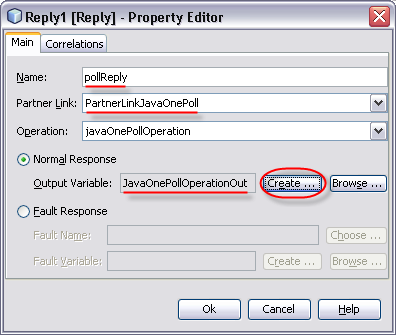 Reply1 [Reply] - Property Editor
Main Correlations
Name: pollReply
Partner Link: PartnerLinkJavaOnePoll
Operation: javaOnePollOperation
Normal Response
Output Variable: JavaOnePollOperationOut Create ... Browse ...
Fault Response
Fault Name: Choose ...
Fault Variable: Create ... Browse ...
Ok Cancel Help